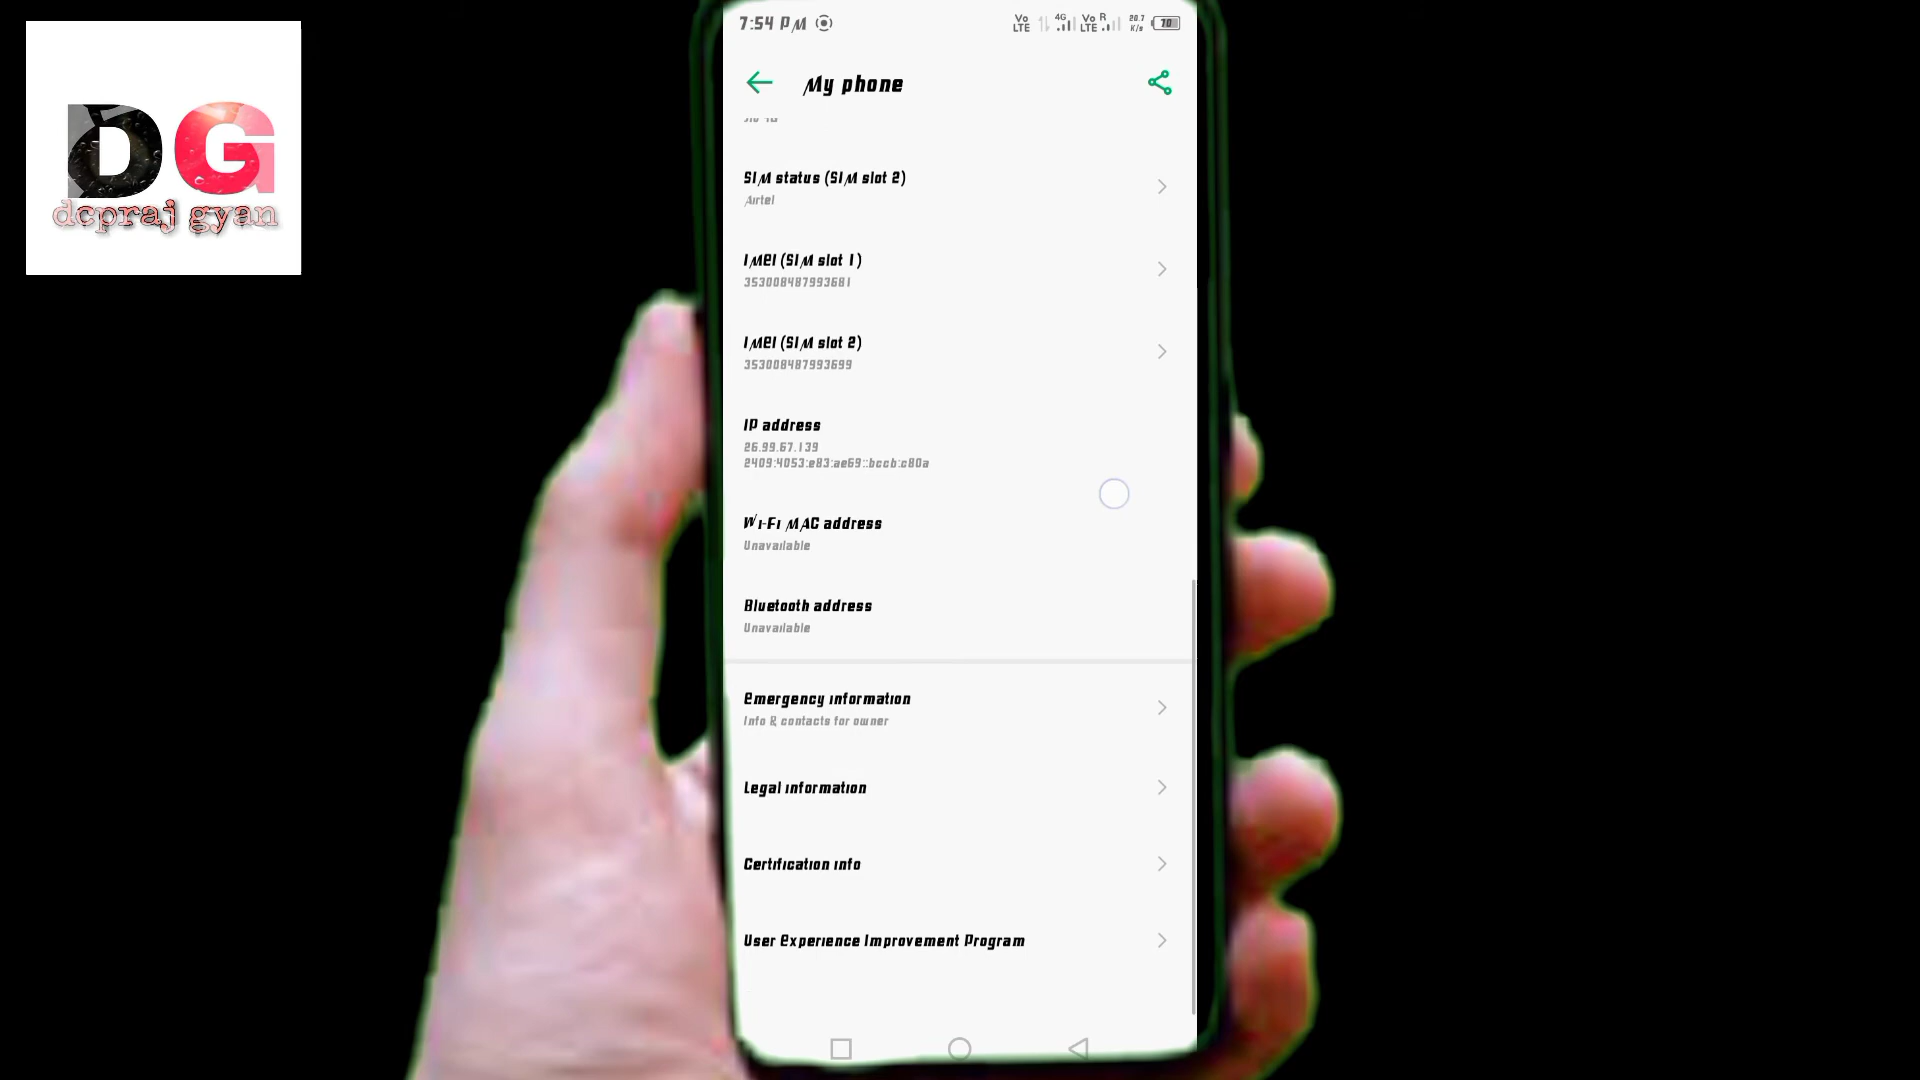 7:54 PM
Vo LTE 4G Vo LTE R 20.7 K/s 70
My phone
DG
dcpraj gyan
SIM status (SIM slot 2)
Airtel
IMEI (SIM slot 1)
353008487993681
IMEI (SIM slot 2)
353008487993699
IP address
26.99.67.139
2409:4053:e83:ae69::bccb:c80a
Wi-Fi MAC address
Unavailable
Bluetooth address
Unavailable
Emergency information
Info & contacts for owner
Legal information
Certification info
User Experience Improvement Program